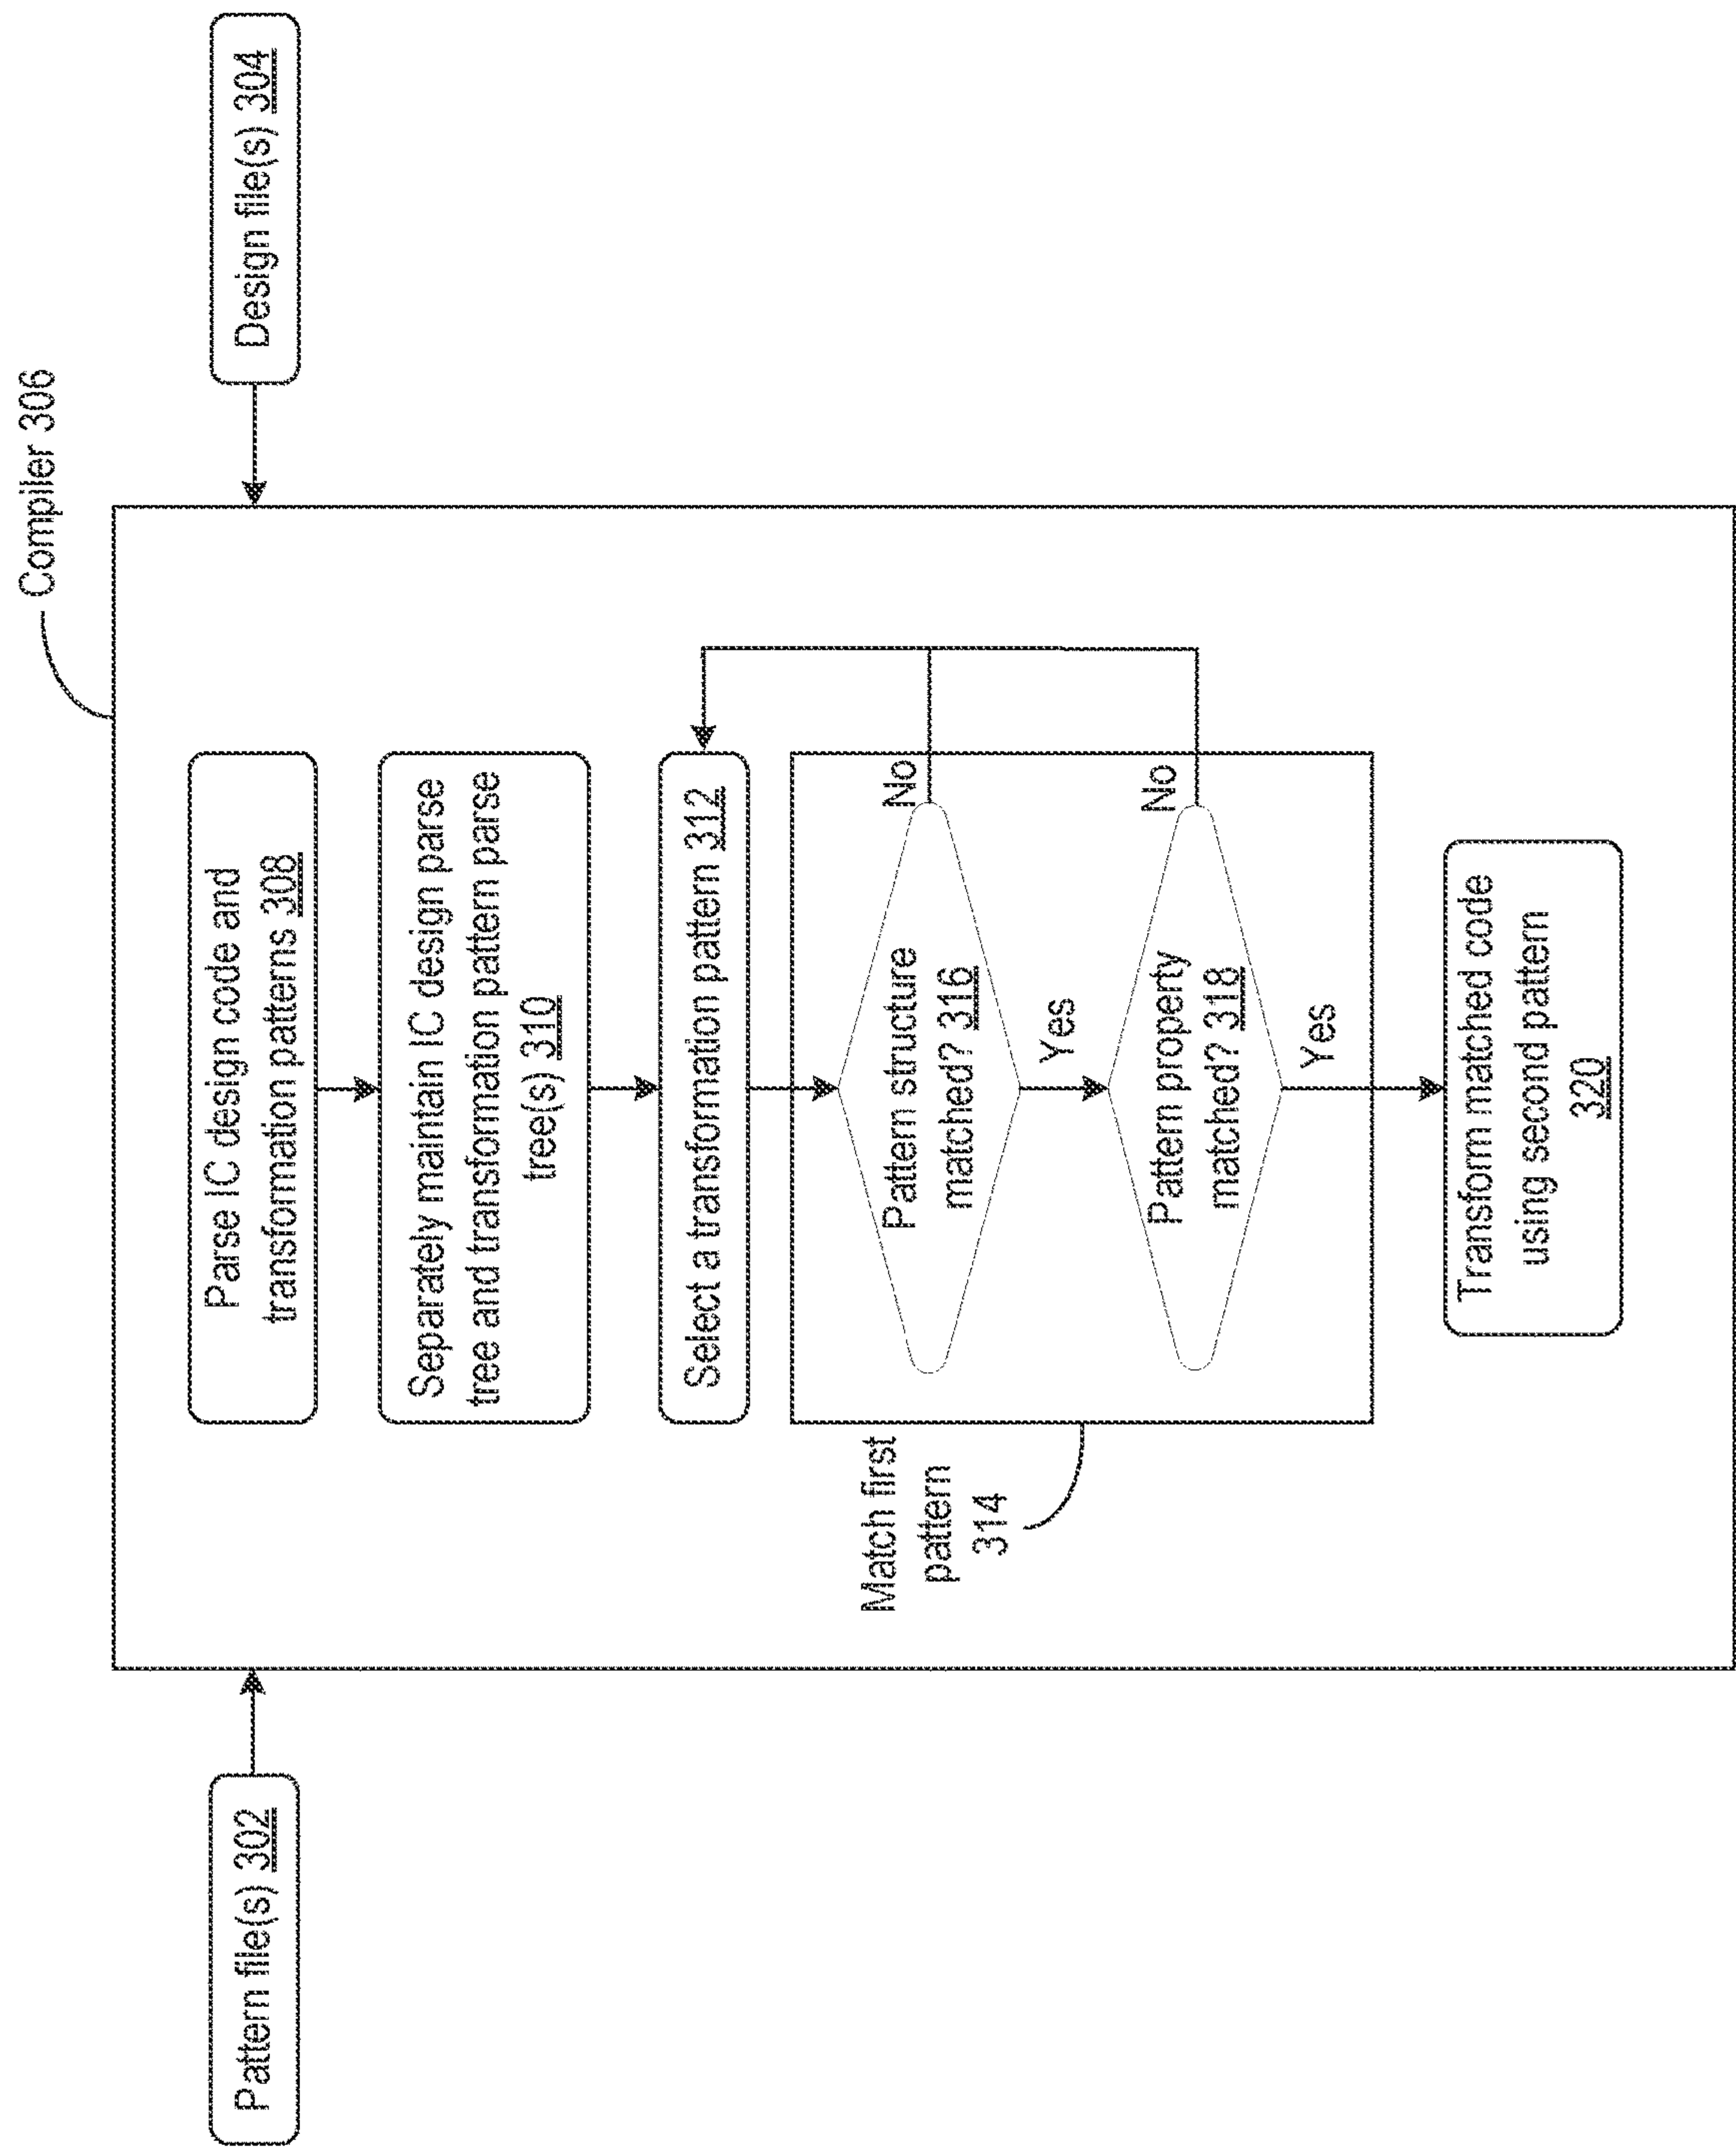 Compiler 306
Pattern file(s) 302
Design file(s) 304
Parse IC design code and
transformation patterns 308
Separately maintain IC design parse
tree and transformation pattern parse
tree(s) 310
Select a transformation pattern 312
Match first
pattern
314
Pattern structure
matched? 316
No
Yes
Pattern property
matched? 318
No
Yes
Transform matched code
using second pattern
320